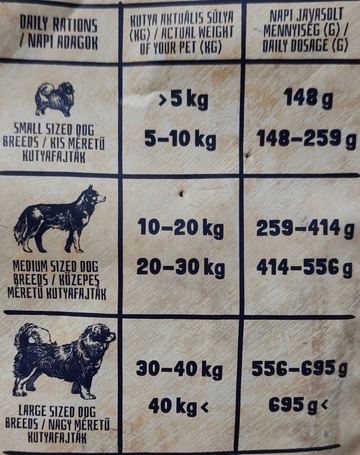 DAILY RATIONS
/ NAPI ADAGOK
KUTYA AKTUÁLIS SÚLYA
(KG) / ACTUAL WEIGHT
OF YOUR PET (KG)
NAPI JAVASOLT
MENNYISÉG (G) /
DAILY DOSAGE (G)
SMALL SIZED DOG
BREEDS / KIS MÉRETŰ
KUTYAFAJTÁK
>5 kg
148 g
5–10 kg
148–259 g
MEDIUM SIZED DOG
BREEDS / KÖZEPES
MÉRETŰ KUTYAFAJTÁK
10–20 kg
259–414 g
20–30 kg
414–556 g
LARGE SIZED DOG
BREEDS / NAGY MÉRETŰ
KUTYAFAJTÁK
30–40 kg
556–695 g
40 kg <
695 g <